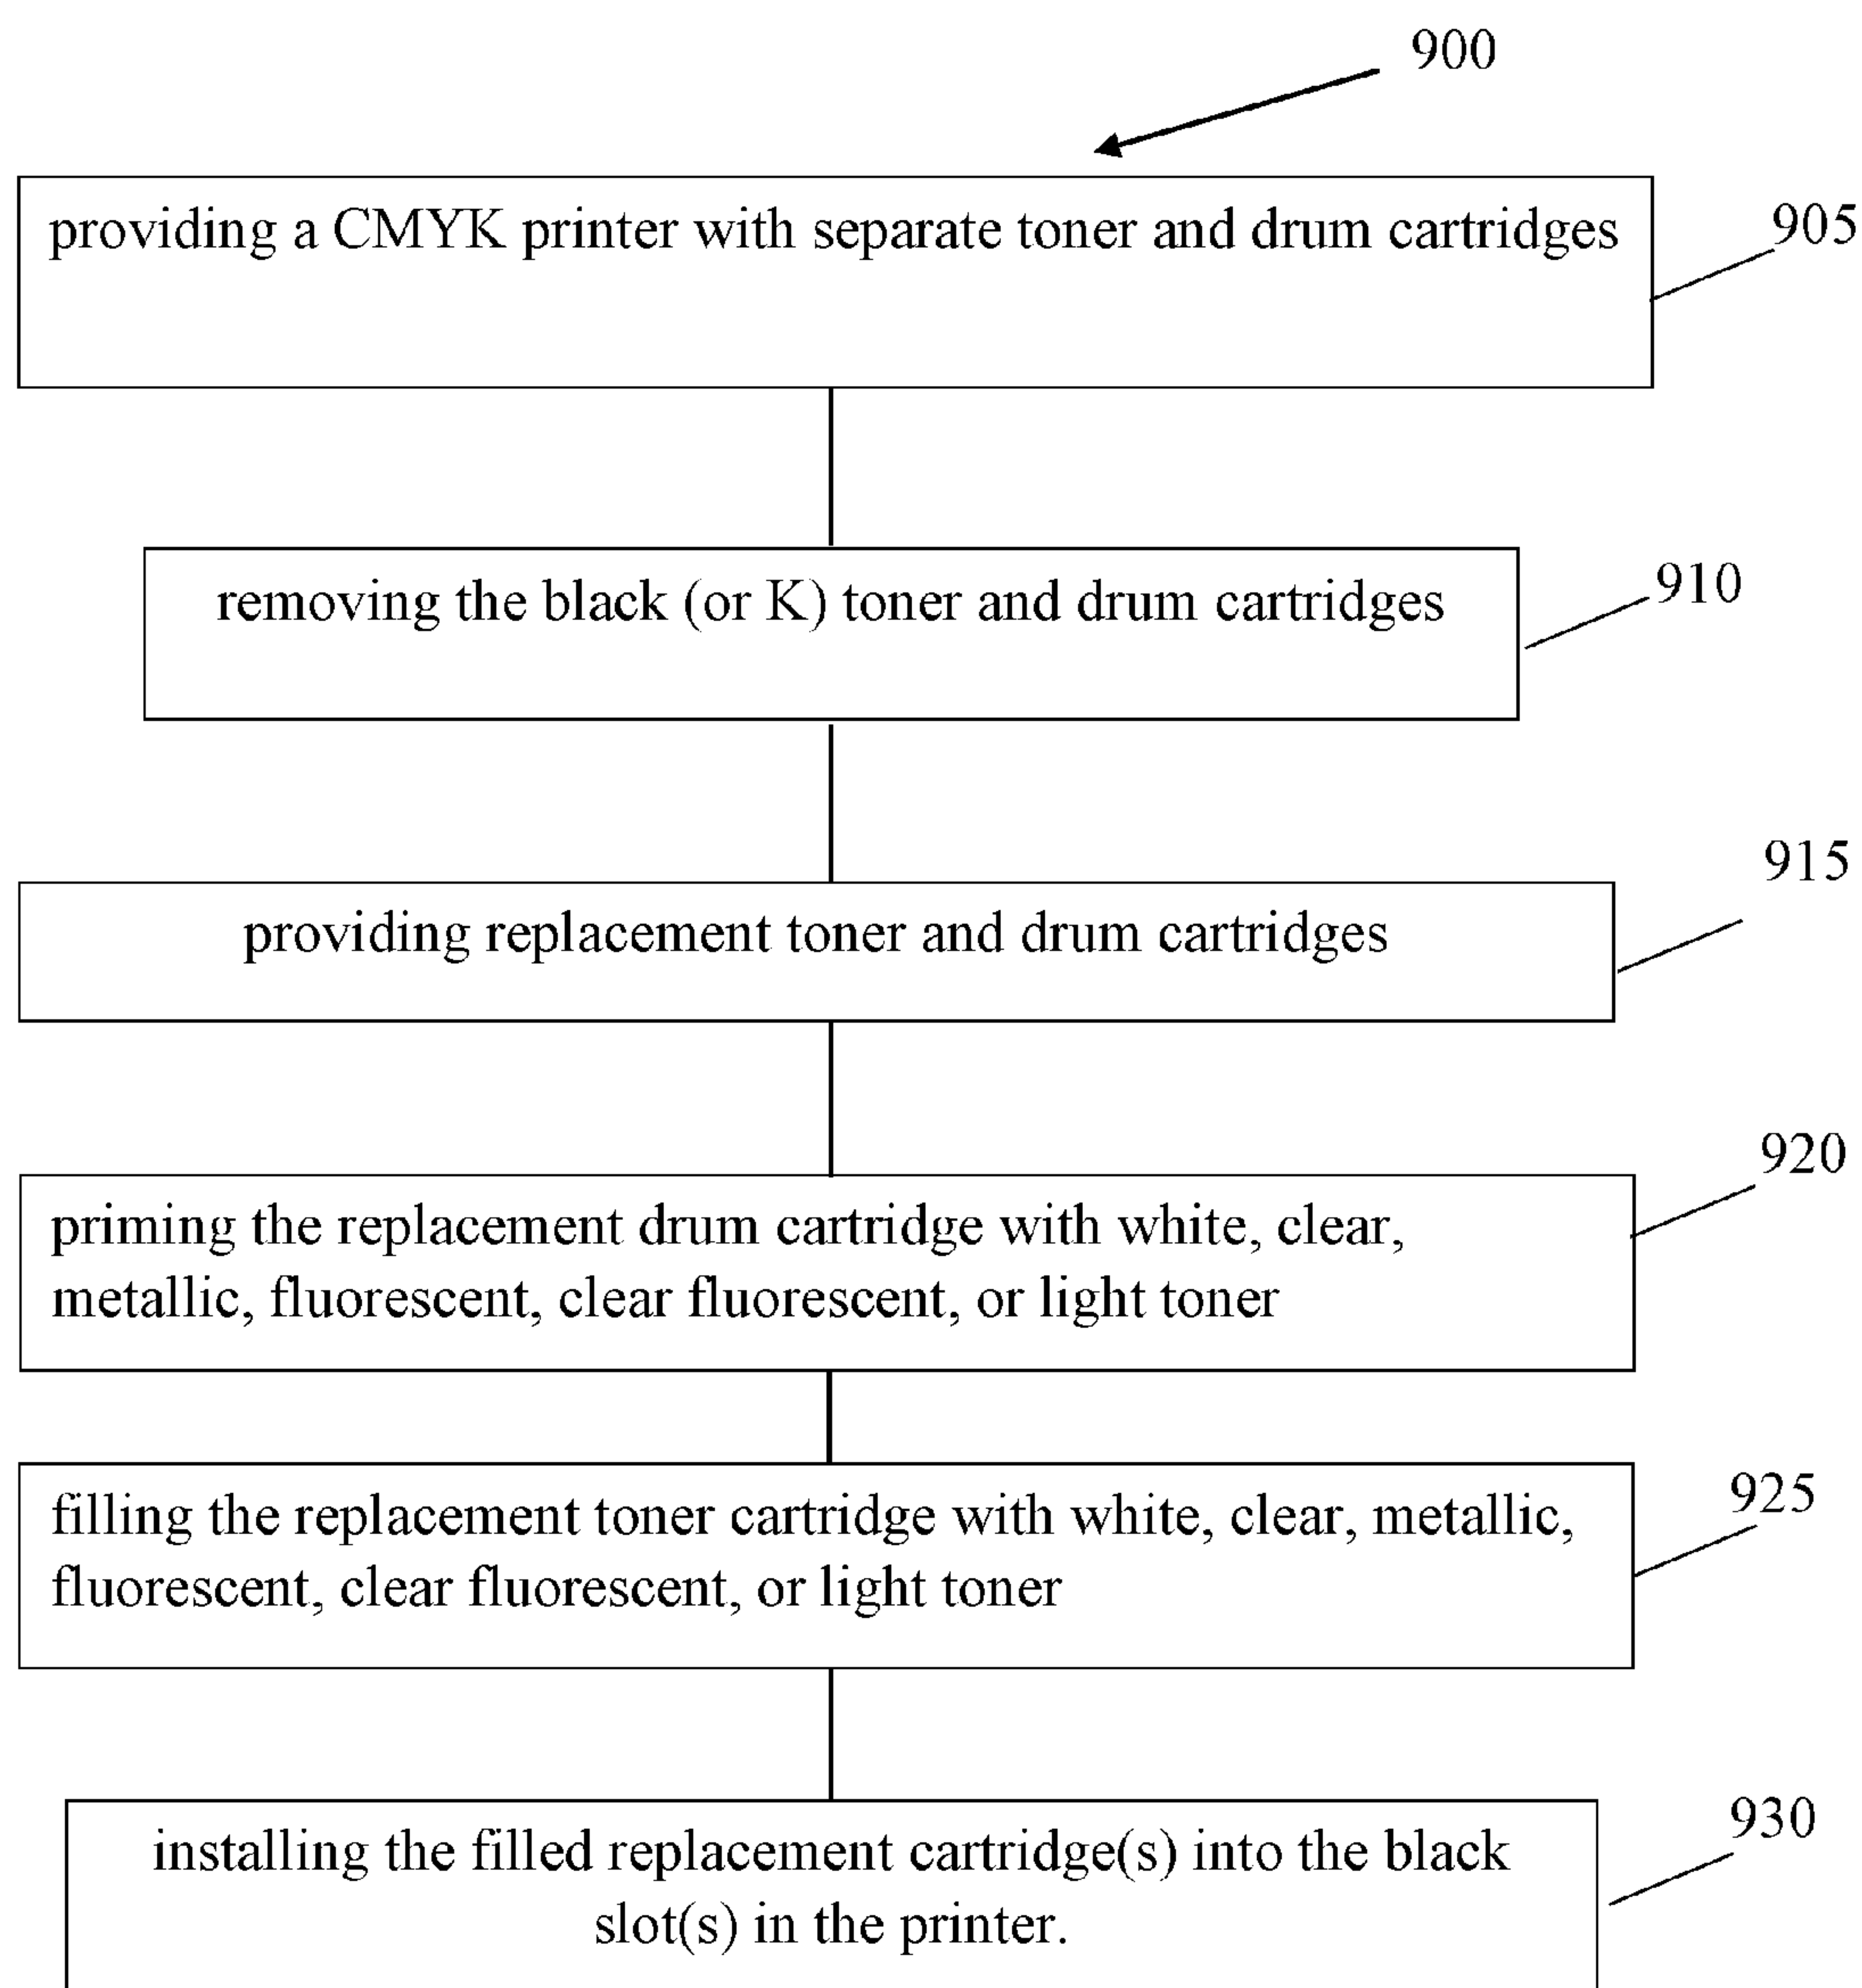 900
providing a CMYK printer with separate toner and drum cartridges
905
removing the black (or K) toner and drum cartridges
910
915
providing replacement toner and drum cartridges
920
priming the replacement drum cartridge with white, clear,
metallic, fluorescent, clear fluorescent, or light toner
925
filling the replacement toner cartridge with white, clear, metallic,
fluorescent, clear fluorescent, or light toner
930
installing the filled replacement cartridge(s) into the black
slot(s) in the printer.